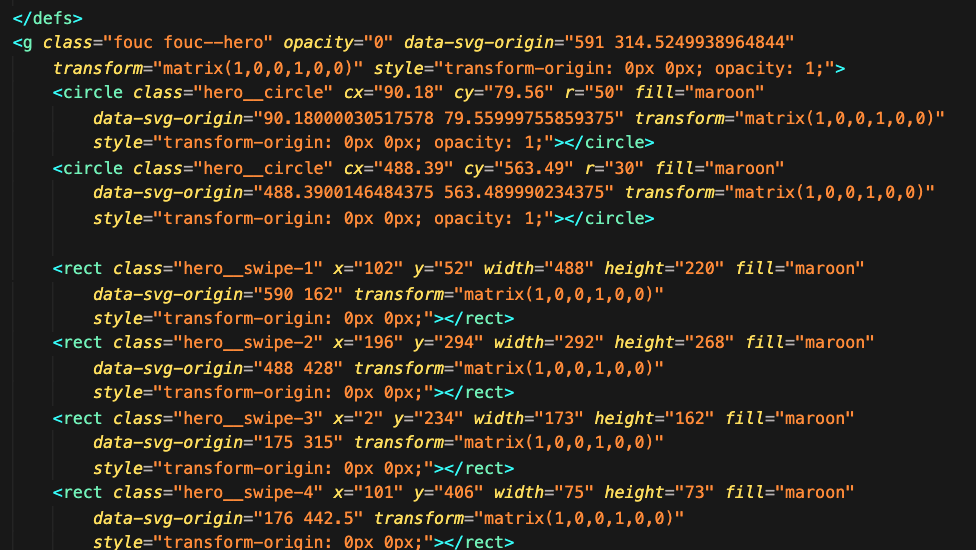 </defs>
<g class="fouc fouc--hero" opacity="0" data-svg-origin="591 314.5249938964844"
transform="matrix(1,0,0,1,0,0)" style="transform-origin: 0px 0px; opacity: 1;">
<circle class="hero__circle" cx="90.18" cy="79.56" r="50" fill="maroon"
data-svg-origin="90.18000030517578 79.55999755859375" transform="matrix(1,0,0,1,0,0)"
style="transform-origin: 0px 0px; opacity: 1;"></circle>
<circle class="hero__circle" cx="488.39" cy="563.49" r="30" fill="maroon"
data-svg-origin="488.3900146484375 563.489990234375" transform="matrix(1,0,0,1,0,0)"
style="transform-origin: 0px 0px; opacity: 1;"></circle>
<rect class="hero__swipe-1" x="102" y="52" width="488" height="220" fill="maroon"
data-svg-origin="590 162" transform="matrix(1,0,0,1,0,0)"
style="transform-origin: 0px 0px;"></rect>
<rect class="hero__swipe-2" x="196" y="294" width="292" height="268" fill="maroon"
data-svg-origin="488 428" transform="matrix(1,0,0,1,0,0)"
style="transform-origin: 0px 0px;"></rect>
<rect class="hero__swipe-3" x="2" y="234" width="173" height="162" fill="maroon"
data-svg-origin="175 315" transform="matrix(1,0,0,1,0,0)"
style="transform-origin: 0px 0px;"></rect>
<rect class="hero__swipe-4" x="101" y="406" width="75" height="73" fill="maroon"
data-svg-origin="176 442.5" transform="matrix(1,0,0,1,0,0)"
style="transform-origin: 0px 0px;"></rect>